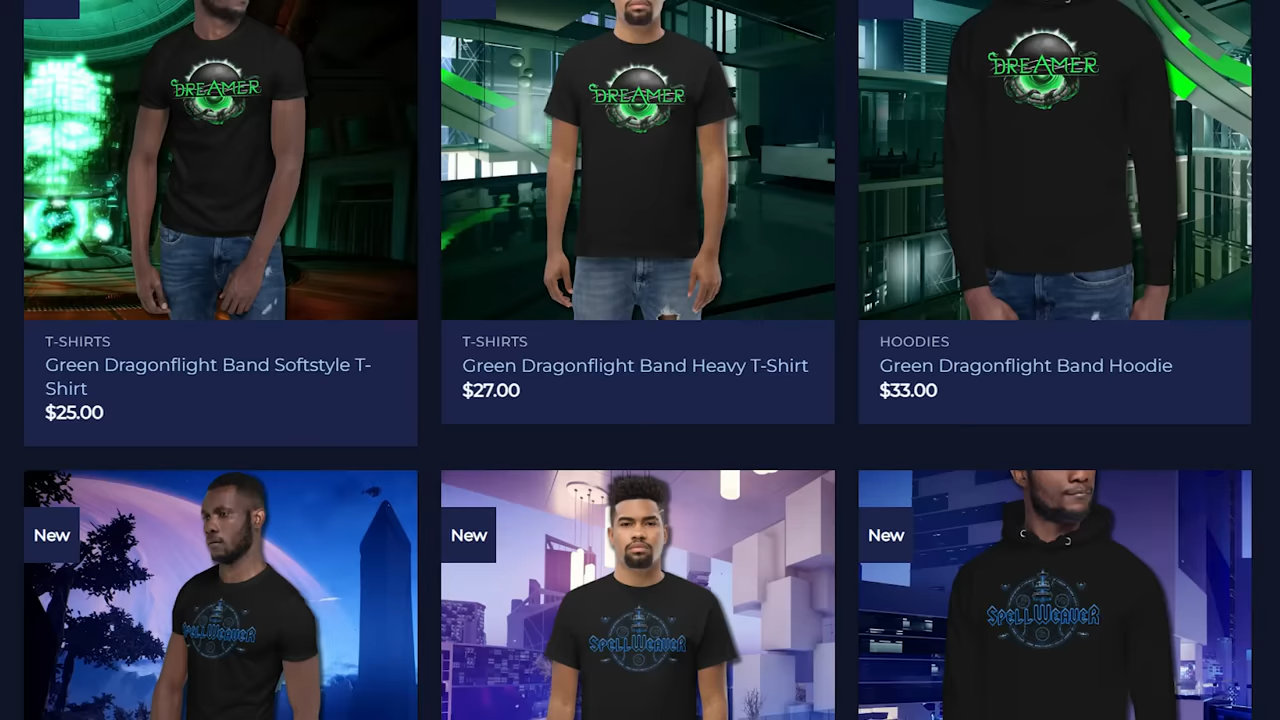 DREAMER
DREAMER
DREAMER
T-SHIRTS
Green Dragonflight Band Softstyle T-
Shirt
$25.00
T-SHIRTS
Green Dragonflight Band Heavy T-Shirt
$27.00
HOODIES
Green Dragonflight Band Hoodie
$33.00
New
SPELLWEAVER
New
SPELLWEAVER
New
SPELLWEAVER